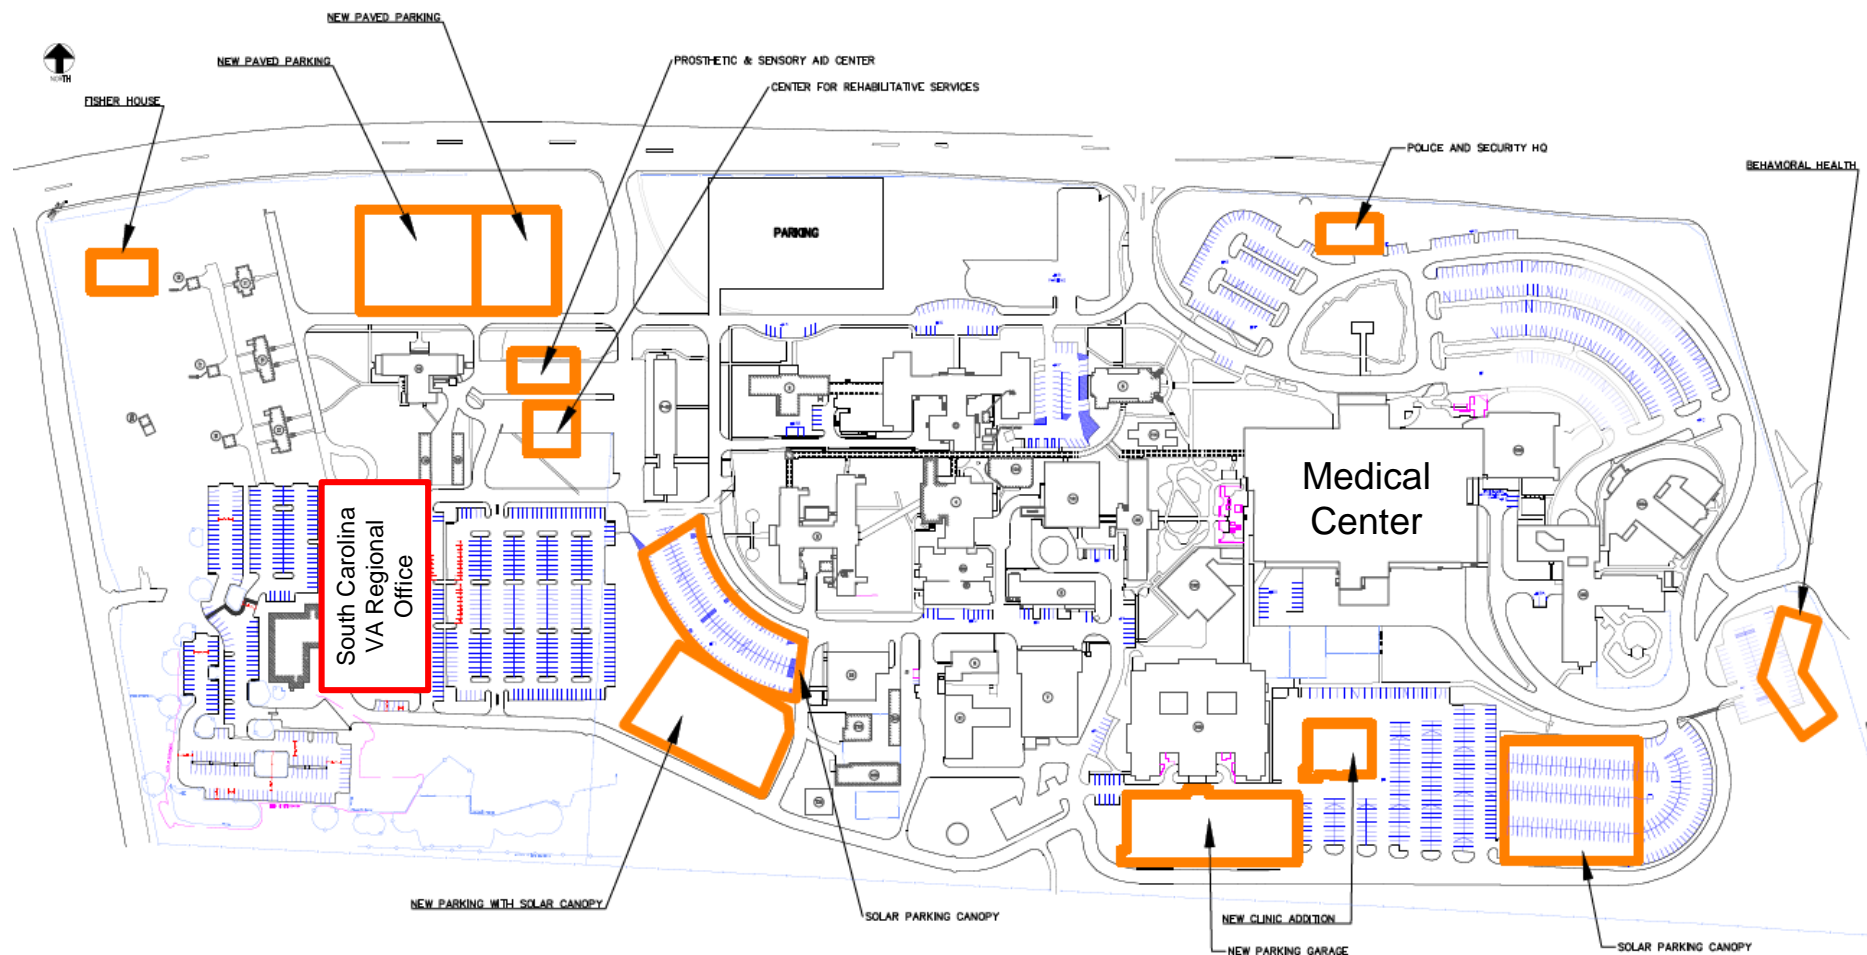 NEW PAVED PARKING
NEW PAVED PARKING
PROSTHETIC & SENSORY AID CENTER
CENTER FOR REHABILITATIVE SERVICES
NORTH
FISHER HOUSE
POLICE AND SECURITY HQ
BEHAVIORAL HEALTH
PARKING
Medical
Center
South Carolina
VA Regional
Office
NEW PARKING WITH SOLAR CANOPY
SOLAR PARKING CANOPY
NEW CLINIC ADDITION
NEW PARKING GARAGE
SOLAR PARKING CANOPY